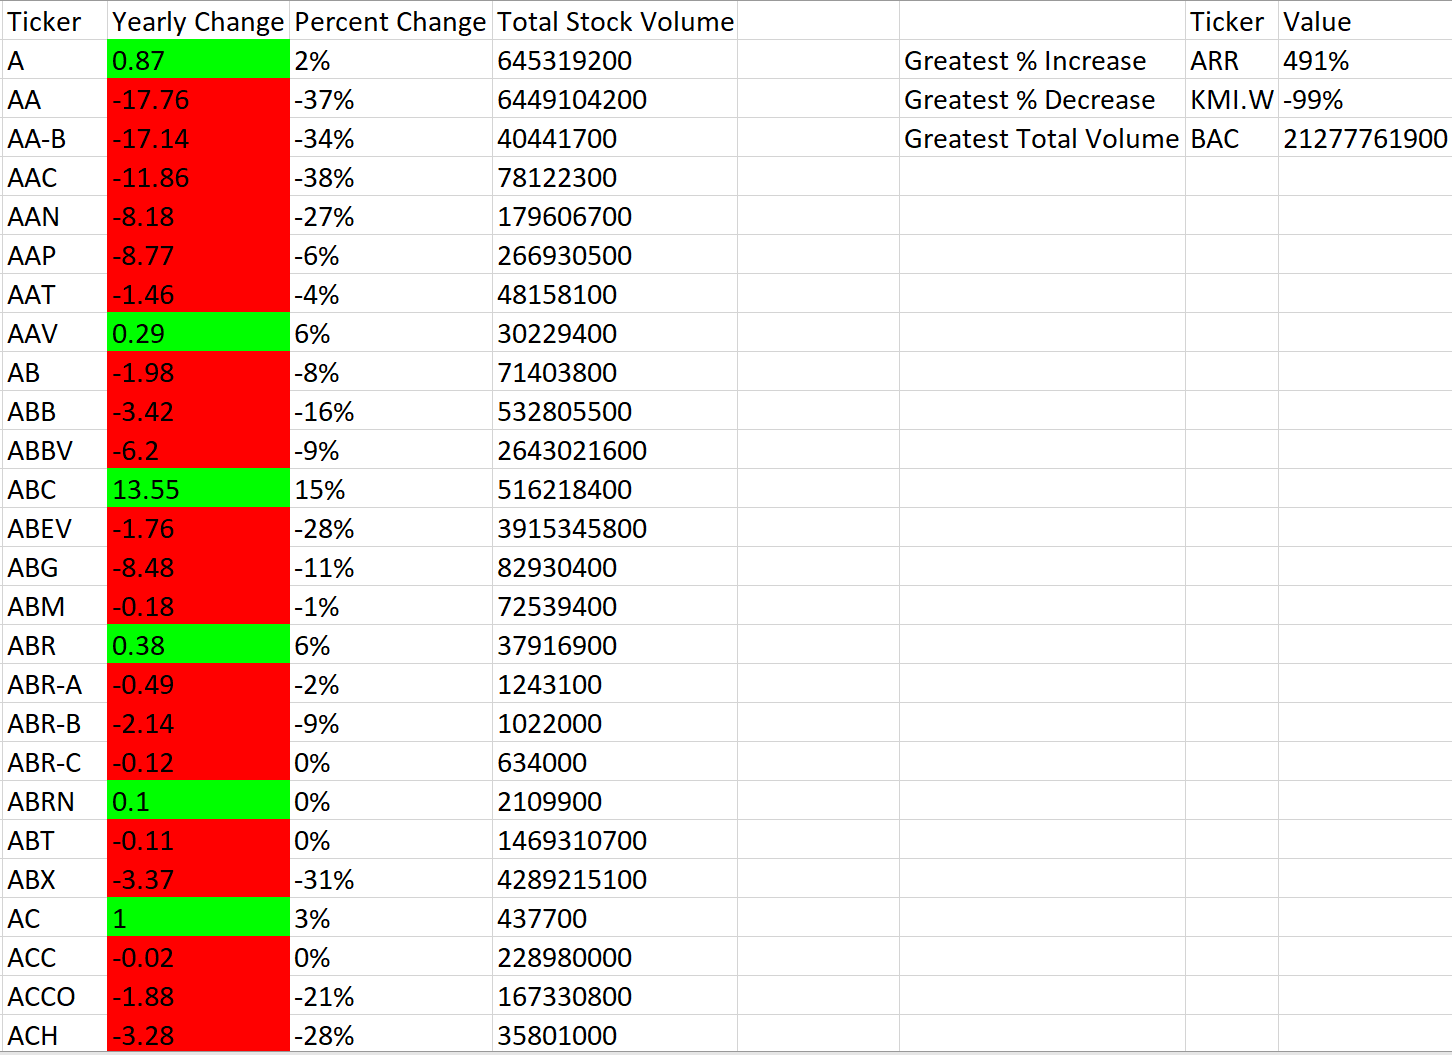 Ticker Yearly Change Percent Change Total Stock Volume Ticker Value
A 0.87 2% 645319200 Greatest % Increase ARR 491%
AA -17.76 -37% 6449104200 Greatest % Decrease KMI.W -99%
AA-B -17.14 -34% 40441700 Greatest Total Volume BAC 21277761900
AAC -11.86 -38% 78122300
AAN -8.18 -27% 179606700
AAP -8.77 -6% 266930500
AAT -1.46 -4% 48158100
AAV 0.29 6% 30229400
AB -1.98 -8% 71403800
ABB -3.42 -16% 532805500
ABBV -6.2 -9% 2643021600
ABC 13.55 15% 516218400
ABEV -1.76 -28% 3915345800
ABG -8.48 -11% 82930400
ABM -0.18 -1% 72539400
ABR 0.38 6% 37916900
ABR-A -0.49 -2% 1243100
ABR-B -2.14 -9% 1022000
ABR-C -0.12 0% 634000
ABRN 0.1 0% 2109900
ABT -0.11 0% 1469310700
ABX -3.37 -31% 4289215100
AC 1 3% 437700
ACC -0.02 0% 228980000
ACCO -1.88 -21% 167330800
ACH -3.28 -28% 35801000